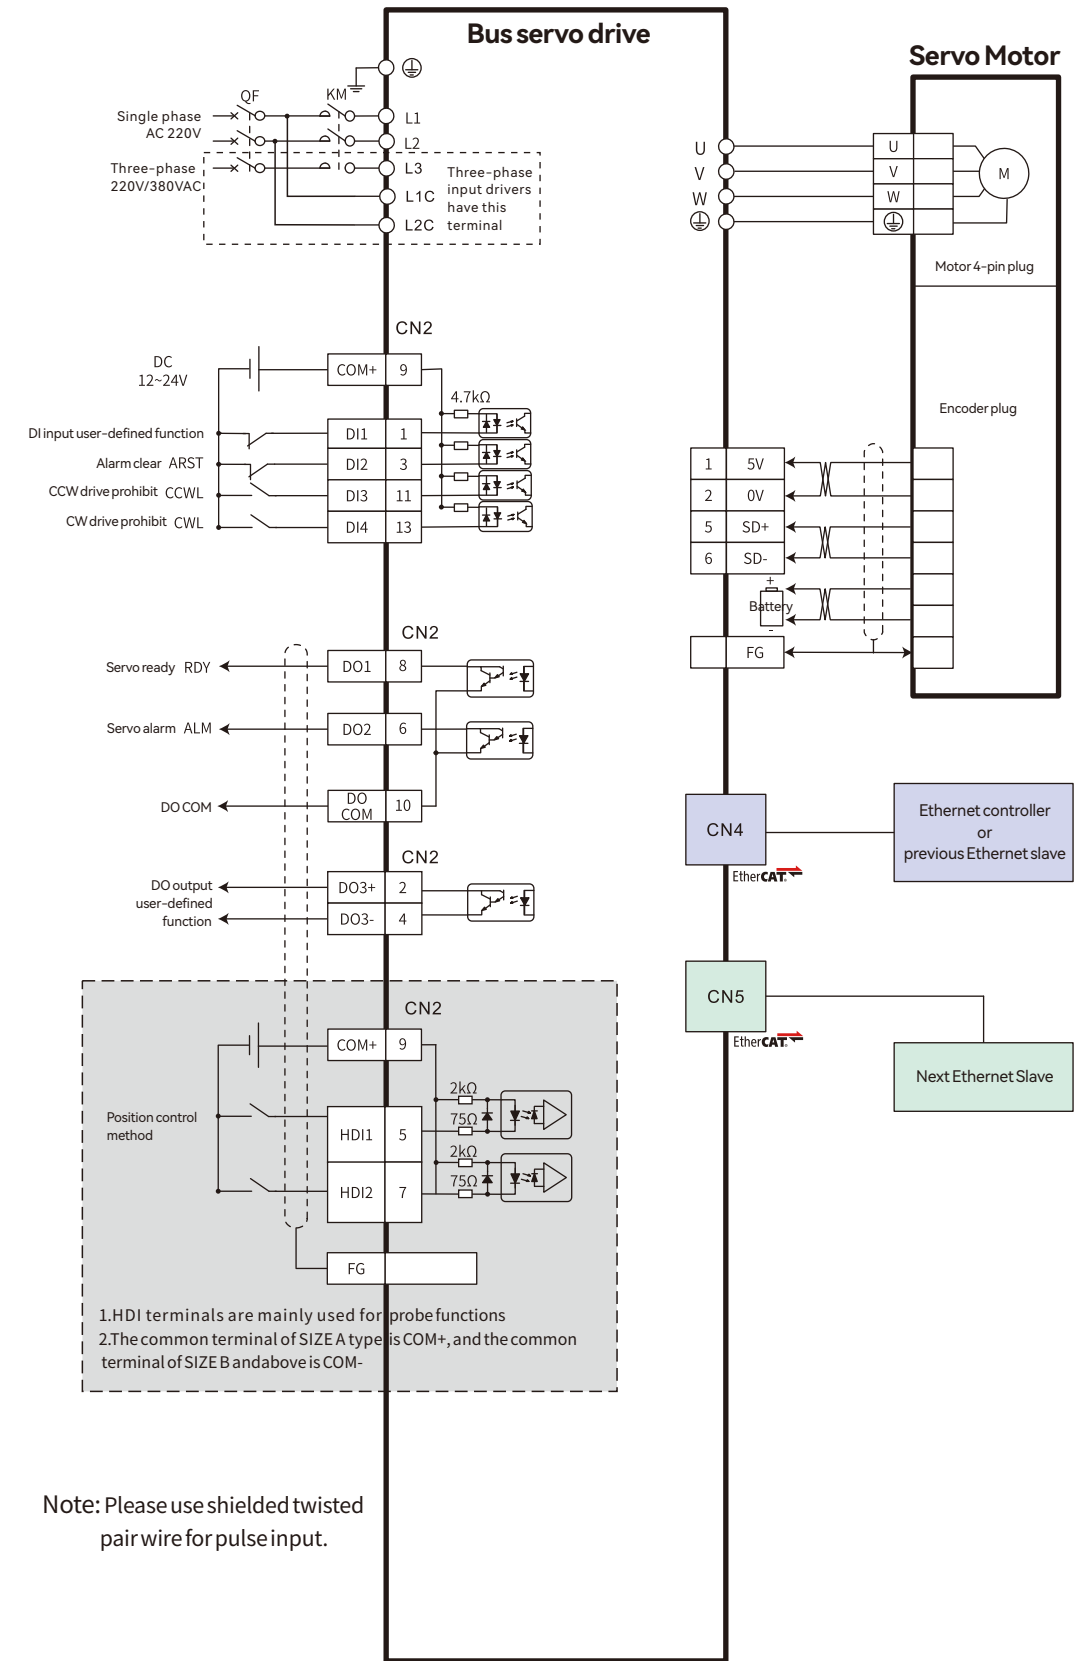 Bus servo drive
Servo Motor
QF
KM
Single phase
AC 220V
L1
L2
Three-phase
220V/380VAC
L3
L1C
L2C
Three-phase
input drivers
have this
terminal
U
V
W
U
V
W
M
Motor 4-pin plug
Encoder plug
CN2
DC
12~24V
COM+ 9
4.7kΩ
DI input user-defined function DI1 1
Alarm clear ARST DI2 3
CCW drive prohibit CCWL DI3 11
CW drive prohibit CWL DI4 13
1 5V
2 0V
5 SD+
6 SD-
+
Battery
-
FG
CN2
Servo ready RDY DO1 8
Servo alarm ALM DO2 6
DO COM
DO
COM
10
CN2
DO output
user-defined
function
DO3+ 2
DO3- 4
CN4
EtherCAT
Ethernet controller
or
previous Ethernet slave
CN5
EtherCAT
Next Ethernet Slave
CN2
COM+ 9
Position control
method
2kΩ
75Ω
HDI1 5
2kΩ
75Ω
HDI2 7
FG
1.HDI terminals are mainly used for probe functions
2.The common terminal of SIZE A type is COM+, and the common
terminal of SIZE B andabove is COM-
Note: Please use shielded twisted
pair wire for pulse input.